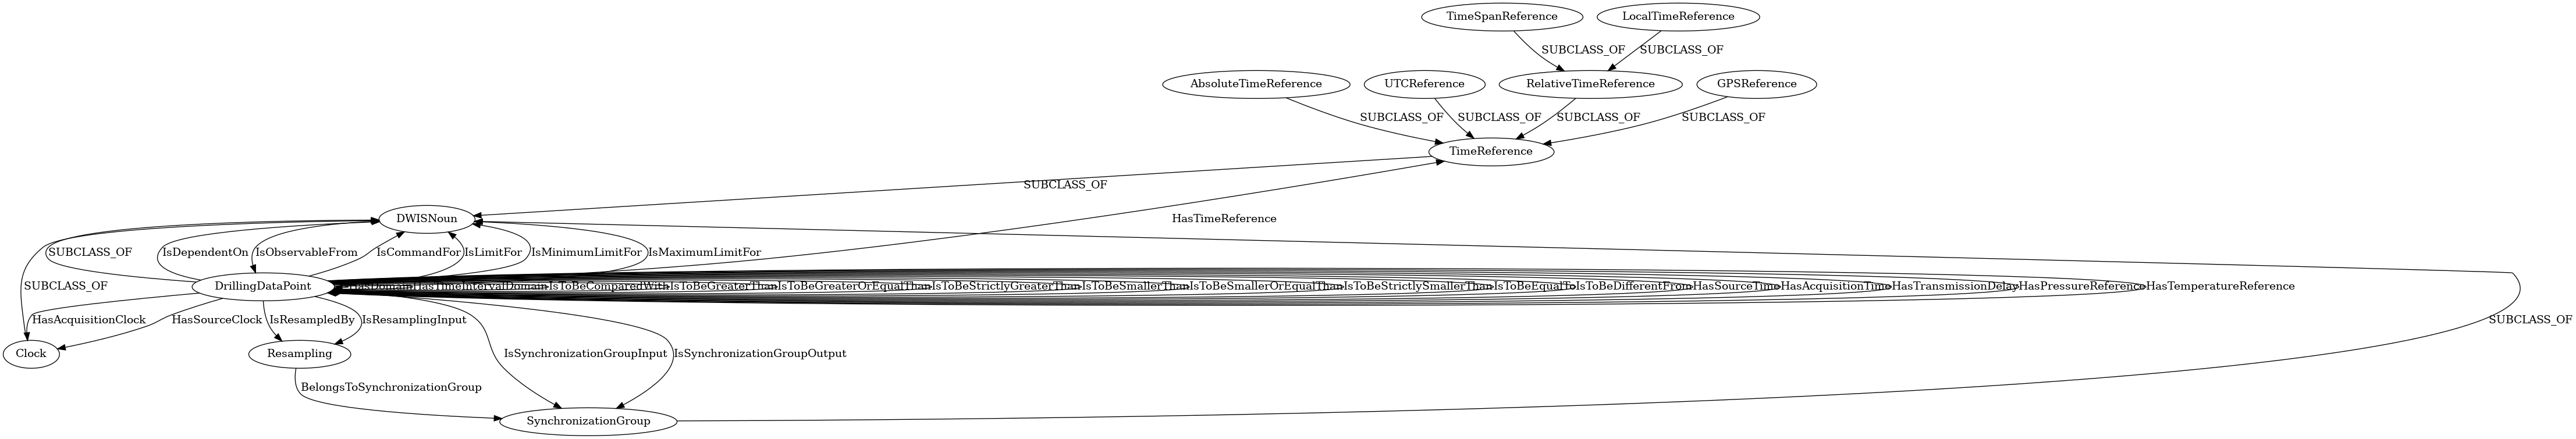 TimeSpanReference
LocalTimeReference
SUBCLASS_OF
SUBCLASS_OF
AbsoluteTimeReference
UTCReference
RelativeTimeReference
GPSReference
SUBCLASS_OF
SUBCLASS_OF
SUBCLASS_OF
SUBCLASS_OF
TimeReference
SUBCLASS_OF
DWISNoun
HasTimeReference
SUBCLASS_OF
IsDependentOn
IsObservableFrom
IsCommandFor
IsLimitFor
IsMinimumLimitFor
IsMaximumLimitFor
SUBCLASS_OF
DrillingDataPoint
HasDomain
HasTimeIntervalDomain
IsToBeComparedWith
IsToBeGreaterThan
IsToBeGreaterOrEqualThan
IsToBeStrictlyGreaterThan
IsToBeSmallerThan
IsToBeSmallerOrEqualThan
IsToBeStrictlySmallerThan
IsToBeEqualTo
IsToBeDifferentFrom
HasSourceTime
HasAcquisitionTime
HasTransmissionDelay
HasPressureReference
HasTemperatureReference
HasAcquisitionClock
HasSourceClock
IsResampledBy
IsResamplingInput
SUBCLASS_OF
Clock
Resampling
IsSynchronizationGroupInput
IsSynchronizationGroupOutput
BelongsToSynchronizationGroup
SynchronizationGroup